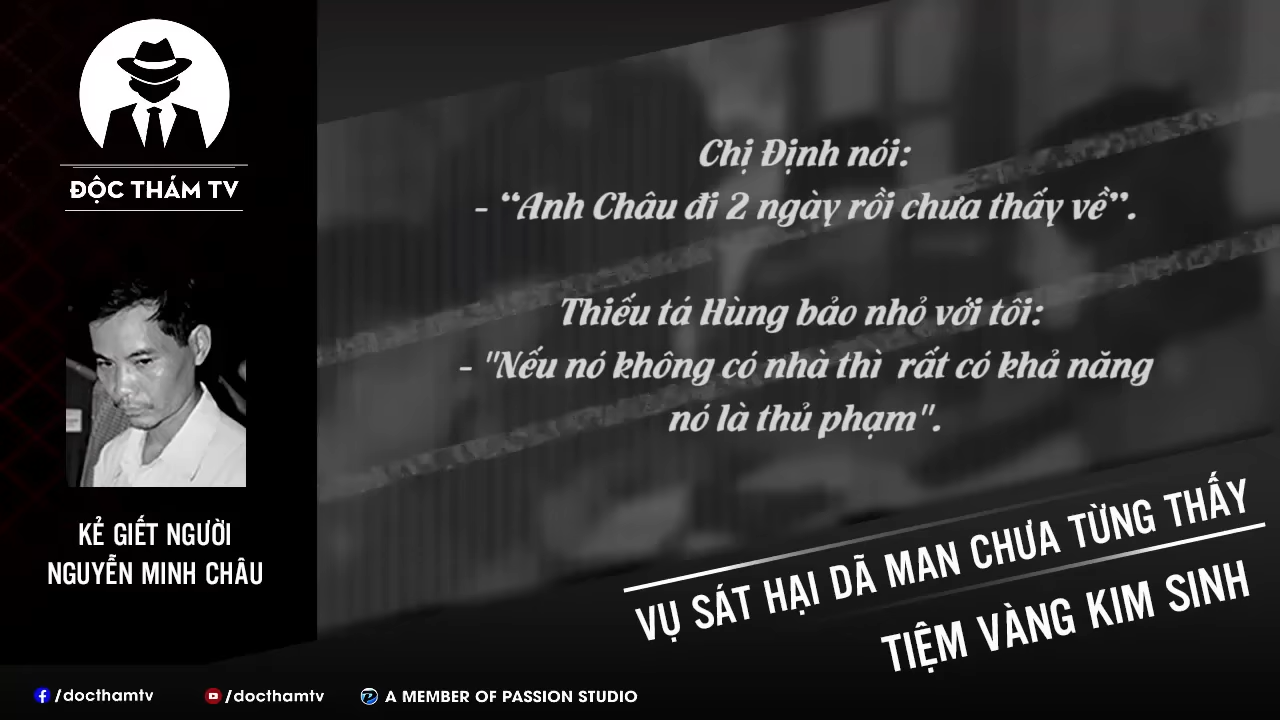 ĐỘC THÁM TV
KẺ GIẾT NGƯỜI
NGUYỄN MINH CHÂU
Chị Định nói:
- “Anh Châu đi 2 ngày rồi chưa thấy về”.
Thiếu tá Hùng bảo nhỏ với tôi:
- "Nếu nó không có nhà thì rất có khả năng
nó là thủ phạm".
VỤ SÁT HẠI DÃ MAN CHƯA TỪNG THẤY
TIỆM VÀNG KIM SINH
/docthamtv
/docthamtv
A MEMBER OF PASSION STUDIO